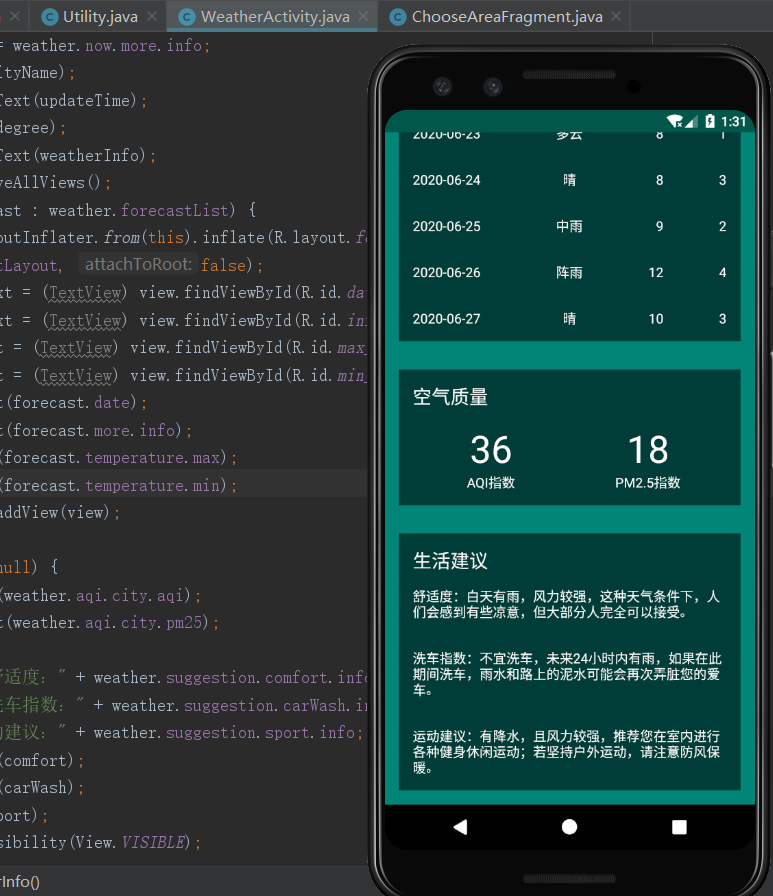 Utility.java
WeatherActivity.java
ChooseAreaFragment.java
= weather.now.more.info;
ityName);
Text(updateTime);
degree);
Text(weatherInfo);
veAllViews();
ast : weather.forecastList) {
outInflater.from(this).inflate(R.layout.fo
tLayout, attachToRoot: false);
xt = (TextView) view.findViewById(R.id.da
xt = (TextView) view.findViewById(R.id.in
t = (TextView) view.findViewById(R.id.max_
t = (TextView) view.findViewById(R.id.min_
t(forecast.date);
t(forecast.more.info);
(forecast.temperature.max);
(forecast.temperature.min);
addView(view);
null) {
(weather.aqi.city.aqi);
t(weather.aqi.city.pm25);
舒适度：" + weather.suggestion.comfort.info
洗车指数：" + weather.suggestion.carWash.in
动建议：" + weather.suggestion.sport.info;
(comfort);
(carWash);
port);
sibility(View.VISIBLE);
rInfo()
1:31
2020-06-23 多云 8 1
2020-06-24 晴 8 3
2020-06-25 中雨 9 2
2020-06-26 阵雨 12 4
2020-06-27 晴 10 3
空气质量
36 18
AQI指数 PM2.5指数
生活建议
舒适度：白天有雨，风力较强，这种天气条件下，人
们会感到有些凉意，但大部分人完全可以接受。
洗车指数：不宜洗车，未来24小时内有雨，如果在此
期间洗车，雨水和路上的泥水可能会再次弄脏您的爱
车。
运动建议：有降水，且风力较强，推荐您在室内进行
各种健身休闲运动；若坚持户外运动，请注意防风保
暖。